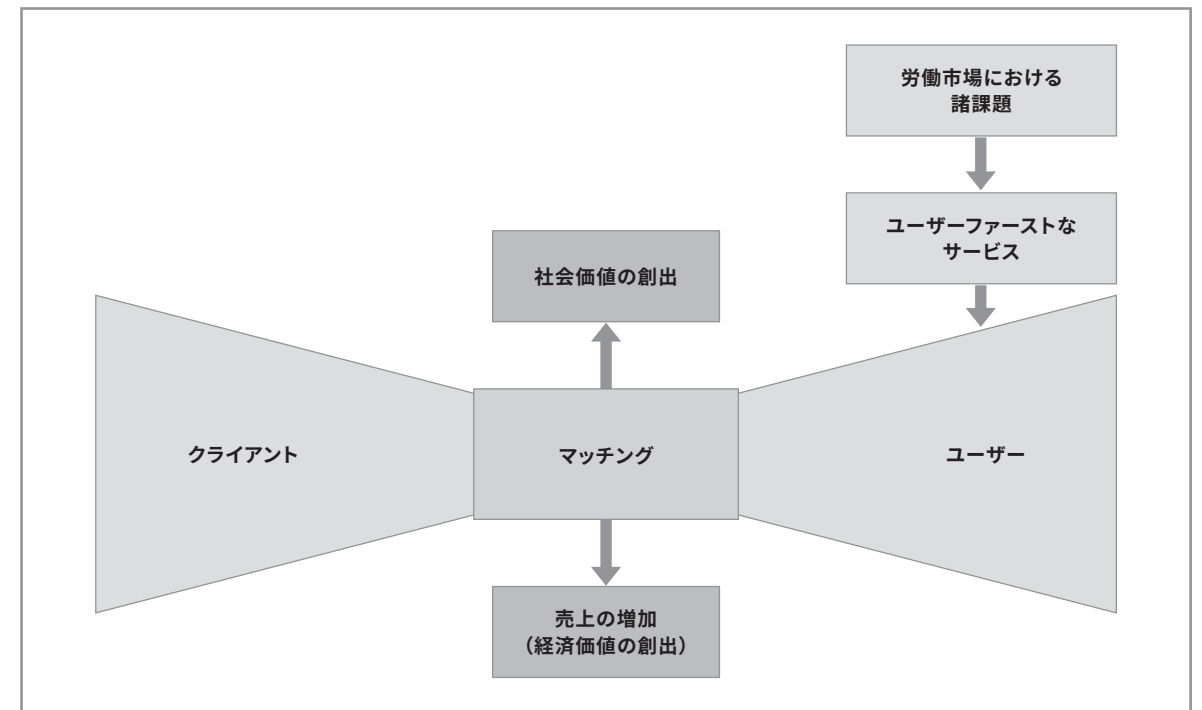 労働市場における
諸課題
ユーザーファーストな
サービス
社会価値の創出
クライアント
マッチング
ユーザー
売上の増加
（経済価値の創出）